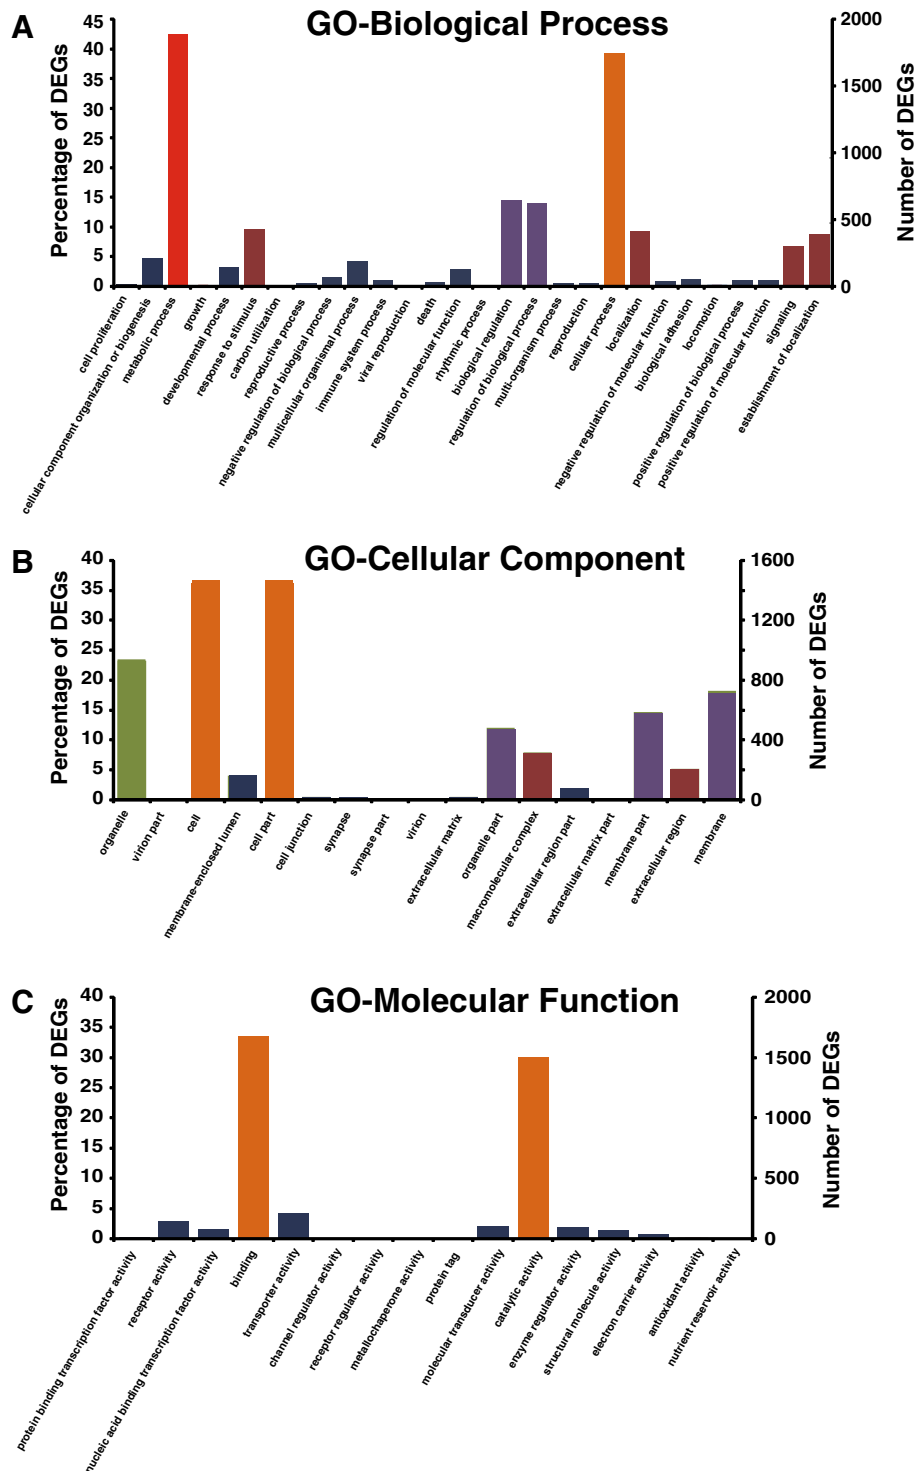 A
GO-Biological Process
Percentage of DEGs
45
40
35
30
25
20
15
10
5
0
2000
1500
1000
500
0
Number of DEGs
cell proliferation
cellular component organization or biogenesis
metabolic process
growth
developmental process
response to stimulus
carbon utilization
reproductive process
negative regulation of biological process
multicellular organismal process
immune system process
viral reproduction
death
regulation of molecular function
rhythmic process
biological regulation
regulation of biological process
multi-organism process
reproduction
cellular process
localization
negative regulation of molecular function
biological adhesion
locomotion
positive regulation of biological process
positive regulation of molecular function
signaling
establishment of localization
B
GO-Cellular Component
Percentage of DEGs
40
35
30
25
20
15
10
5
0
1600
1200
800
400
0
Number of DEGs
organelle
virion part
cell
membrane-enclosed lumen
cell part
cell junction
synapse
synapse part
virion
extracellular matrix
organelle part
macromolecular complex
extracellular region part
extracellular matrix part
membrane part
extracellular region
membrane
C
GO-Molecular Function
Percentage of DEGs
40
35
30
25
20
15
10
5
0
2000
1500
1000
500
0
Number of DEGs
protein binding transcription factor activity
receptor activity
nucleic acid binding transcription factor activity
binding
transporter activity
channel regulator activity
receptor regulator activity
metallochaperone activity
protein tag
molecular transducer activity
catalytic activity
enzyme regulator activity
structural molecule activity
electron carrier activity
antioxidant activity
nutrient reservoir activity